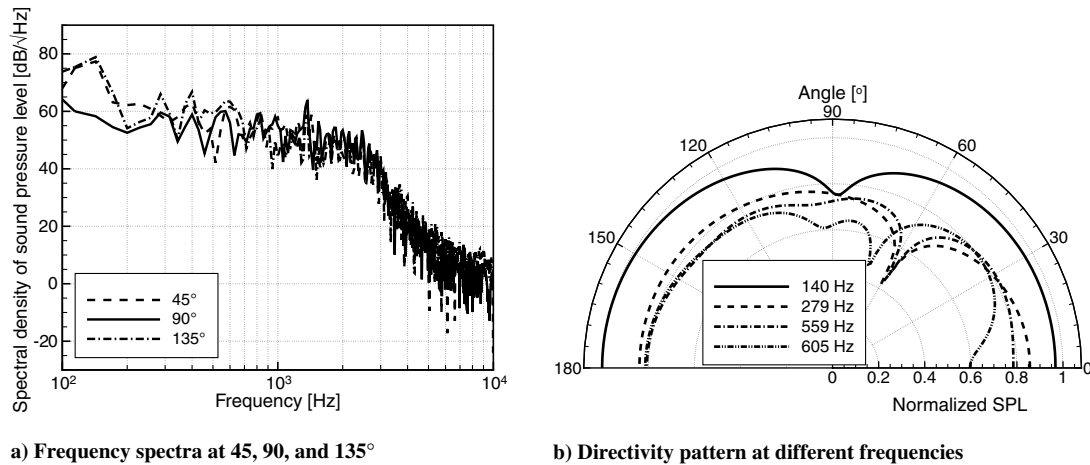 Spectral density of sound pressure level [dB/√Hz]
80
60
40
20
0
-20
45°
90°
135°
10² 10³ 10⁴
Frequency [Hz]
a) Frequency spectra at 45, 90, and 135°
Angle [°]
90
120 60
150 30
180 0
140 Hz
279 Hz
559 Hz
605 Hz
0 0.2 0.4 0.6 0.8 1
Normalized SPL
b) Directivity pattern at different frequencies